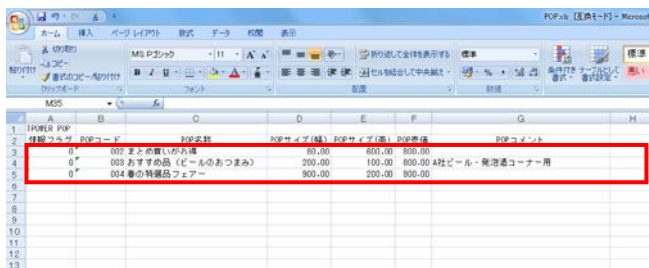 POP.xls [互換モード] - Microsoft
ホーム 挿入 ページ レイアウト 数式 データ 校閲 表示
切り取り
コピー
書式のコピー/貼り付け
貼り付け
MS Pゴシック 11
折り返して全体を表示する
セルを結合して中央揃え
標準
条件付き書式
テーブルとして書式設定
標準
悪い
クリップボード フォント 配置 数値
M35
A B C D E F G H
1 TPOWER POP
2 情報フラグ POPコード POP名称 POPサイズ(幅) POPサイズ(高) POP売価 POPコメント
3 0 002 まとめ買いがお得 80.00 600.00 800.00
4 0 003 おすすめ品(ビールのおつまみ) 200.00 100.00 800.00 A社ビール・発泡酒コーナー用
5 0 004 春の特選品フェアー 900.00 200.00 900.00
6
7
8
9
10
11
12
13